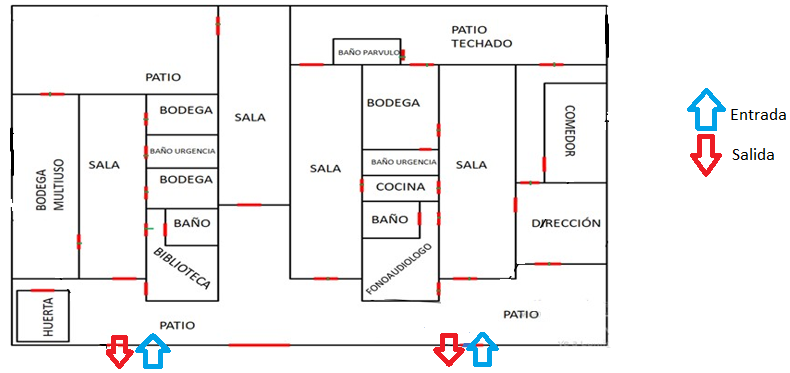 PATIO
TECHADO
BAÑO PARVULO
PATIO
BODEGA
BODEGA
SALA
BAÑO URGENCIA
SALA
BODEGA
BODEGA
MULTIUSO
BAÑO
BIBLIOTECA
SALA
BAÑO URGENCIA
SALA
COCINA
BAÑO
FONOAUDIOLOGO
COMEDOR
DIRECCIÓN
HUERTA
PATIO
PATIO
Entrada
Salida